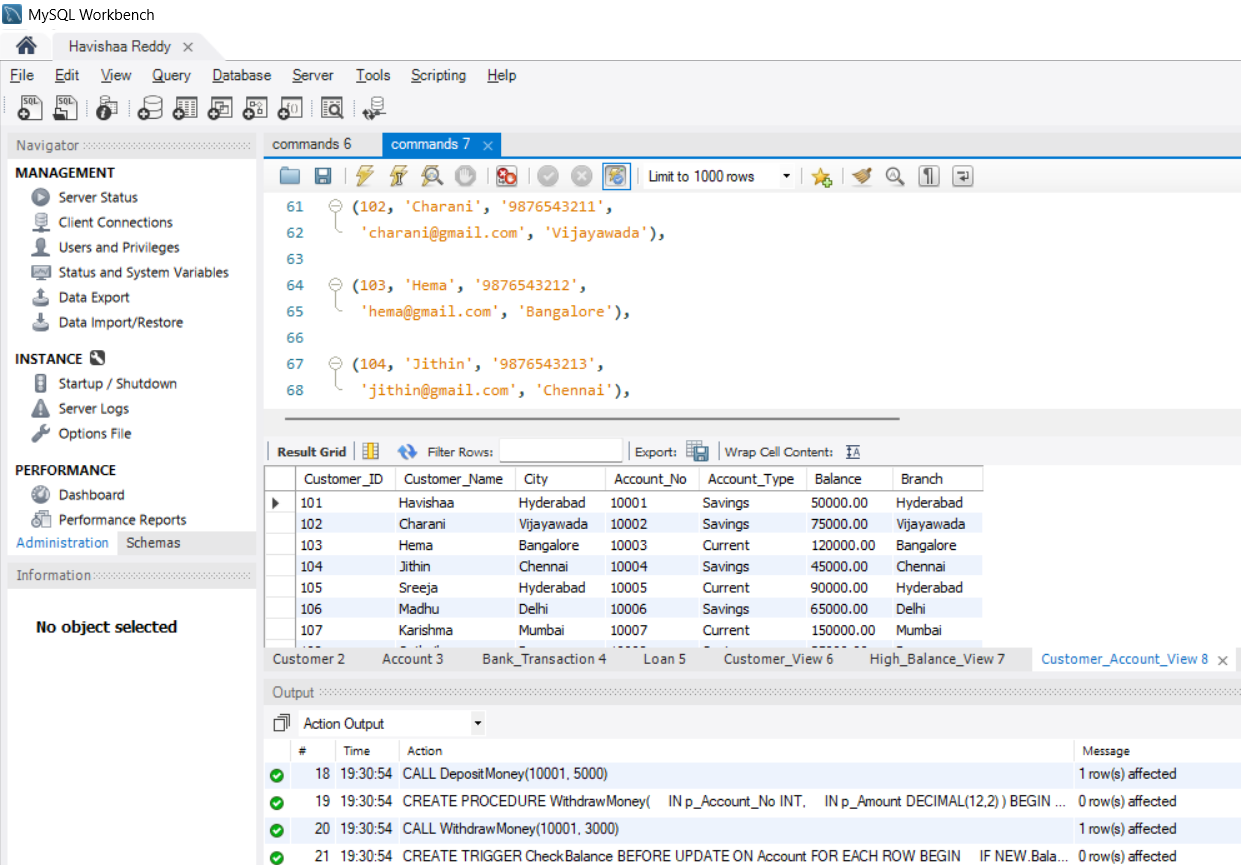 MySQL Workbench
Havishaa Reddy
File Edit View Query Database Server Tools Scripting Help
Navigator
MANAGEMENT
Server Status
Client Connections
Users and Privileges
Status and System Variables
Data Export
Data Import/Restore
INSTANCE
Startup / Shutdown
Server Logs
Options File
PERFORMANCE
Dashboard
Performance Reports
Administration Schemas
Information
No object selected
commands 6 commands 7
Limit to 1000 rows
61 (102, 'Charani', '9876543211',
62 'charani@gmail.com', 'Vijayawada'),
63
64 (103, 'Hema', '9876543212',
65 'hema@gmail.com', 'Bangalore'),
66
67 (104, 'Jithin', '9876543213',
68 'jithin@gmail.com', 'Chennai'),
Result Grid Filter Rows: Export: Wrap Cell Content:
Customer_ID Customer_Name City Account_No Account_Type Balance Branch
101 Havishaa Hyderabad 10001 Savings 50000.00 Hyderabad
102 Charani Vijayawada 10002 Savings 75000.00 Vijayawada
103 Hema Bangalore 10003 Current 120000.00 Bangalore
104 Jithin Chennai 10004 Savings 45000.00 Chennai
105 Sreeja Hyderabad 10005 Current 90000.00 Hyderabad
106 Madhu Delhi 10006 Savings 65000.00 Delhi
107 Karishma Mumbai 10007 Current 150000.00 Mumbai
Customer 2 Account 3 Bank_Transaction 4 Loan 5 Customer_View 6 High_Balance_View 7 Customer_Account_View 8
Output
Action Output
# Time Action Message
18 19:30:54 CALL DepositMoney(10001, 5000) 1 row(s) affected
19 19:30:54 CREATE PROCEDURE WithdrawMoney( IN p_Account_No INT, IN p_Amount DECIMAL(12,2) ) BEGIN ... 0 row(s) affected
20 19:30:54 CALL WithdrawMoney(10001, 3000) 1 row(s) affected
21 19:30:54 CREATE TRIGGER CheckBalance BEFORE UPDATE ON Account FOR EACH ROW BEGIN IF NEW.Bala... 0 row(s) affected